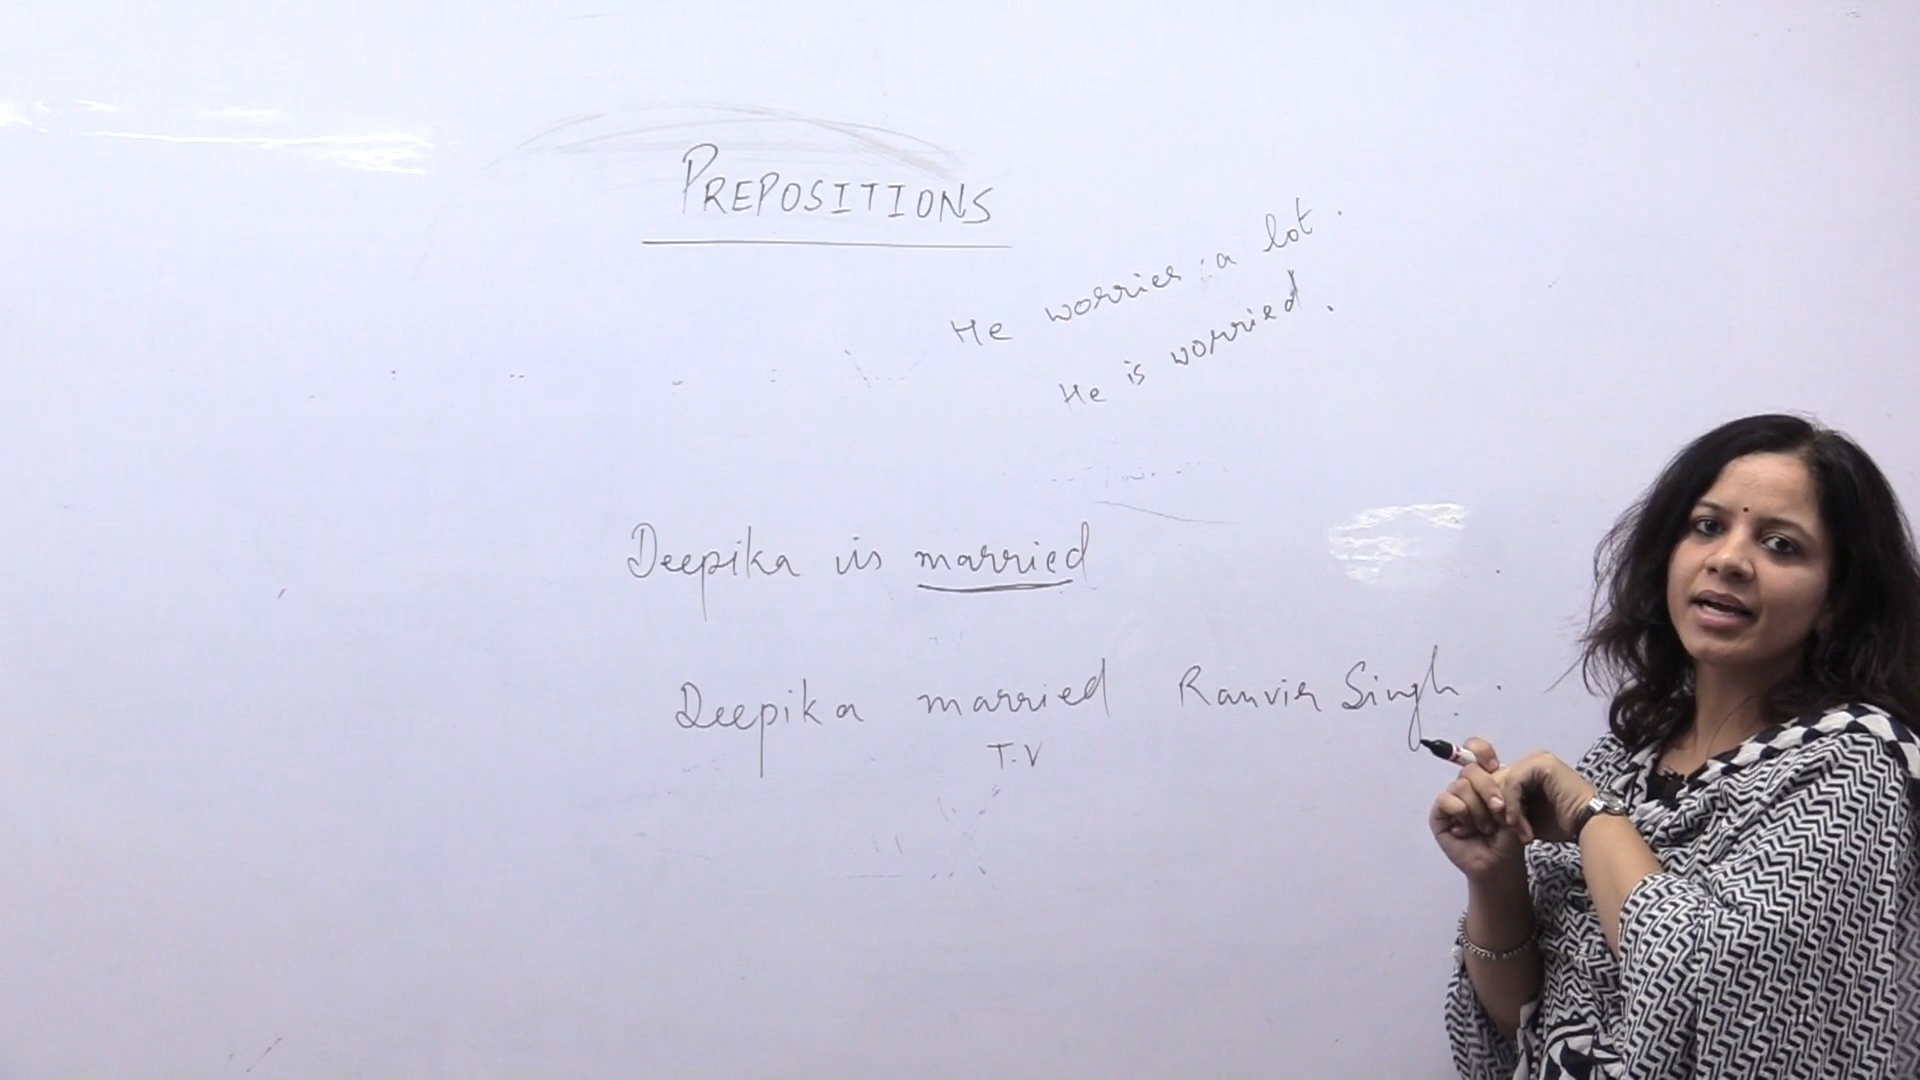 PREPOSITIONS
He worries a lot.
He is worried.
Deepika is married
Deepika married Ranvir Singh.
T.V